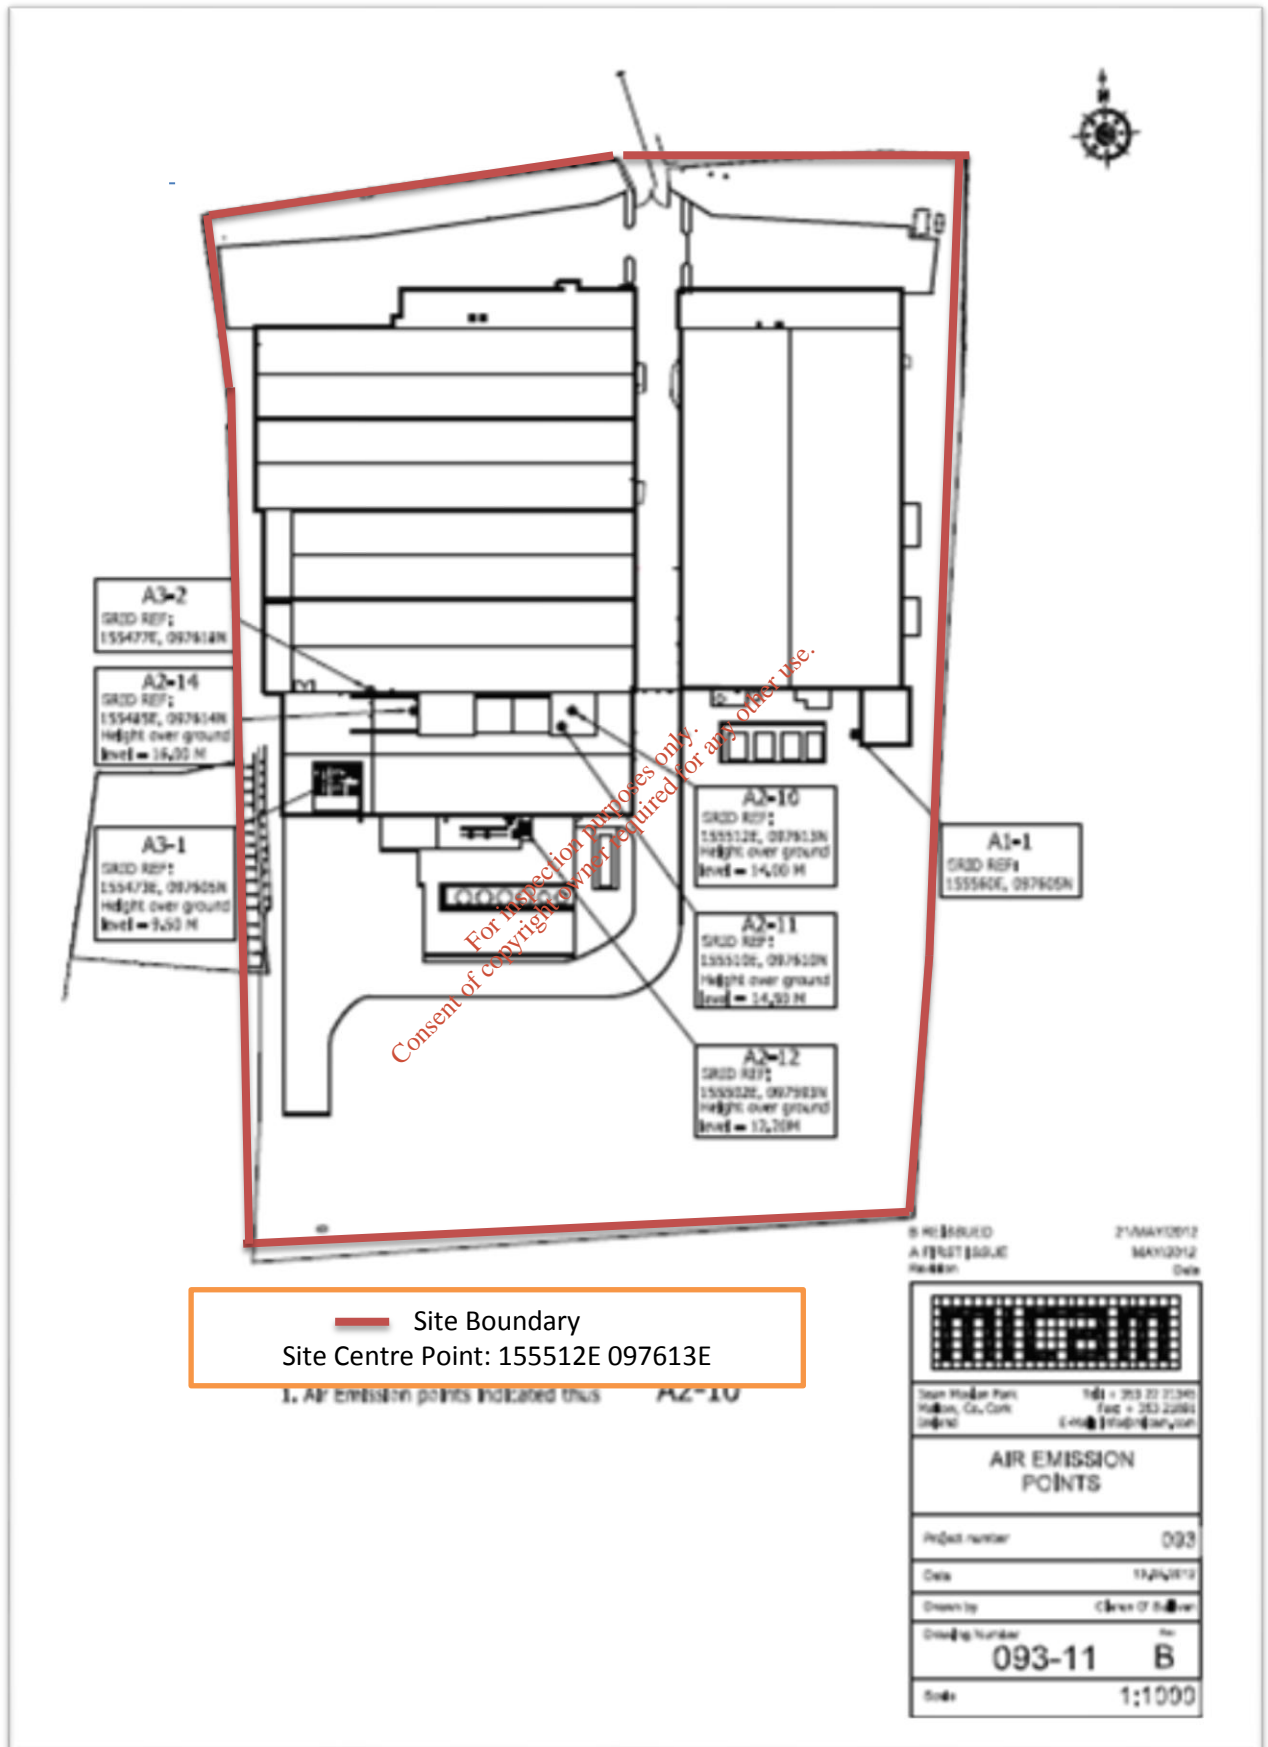 N
A3-2
GRID REF:
155477E, 097618N
A2-14
GRID REF:
155485E, 097614N
Height over ground
level = 16,00 M
A3-1
GRID REF:
155473E, 097605N
Height over ground
level = 9,50 M
A2-10
GRID REF:
155512E, 097613N
Height over ground
level = 14,00 M
A2-11
GRID REF:
155510E, 097610N
Height over ground
level = 14,50 M
A2-12
GRID REF:
Height over ground
level =
A1-1
GRID REF:
155560E, 097605N
For inspection purposes only.
Consent of copyright owner required for any other use.
Site Boundary
Site Centre Point: 155512E 097613E
1. Air Emission points indicated thus A2-10
B REISSUED 21/MAY/2012
A FIRST ISSUE MAY/2012
Revision Date
micam
Mallow, Co. Cork
Ireland
AIR EMISSION
POINTS
Project number 093
Date
Drawn by
Drawing Number Rev
093-11 B
Scale 1:1000